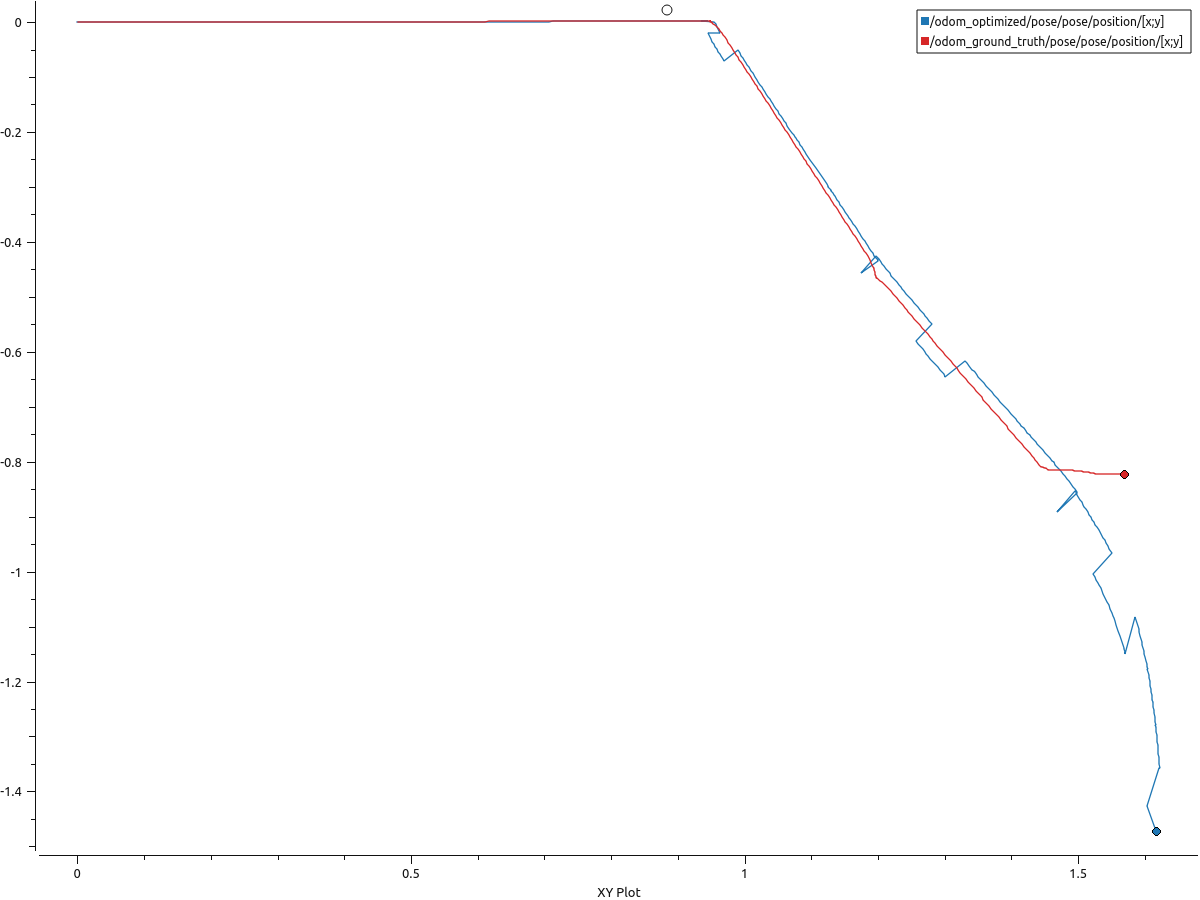 /odom_optimized/pose/pose/position/[x;y]
/odom_ground_truth/pose/pose/position/[x;y]
0
-0.2
-0.4
-0.6
-0.8
-1
-1.2
-1.4
0 0.5 1 1.5
XY Plot